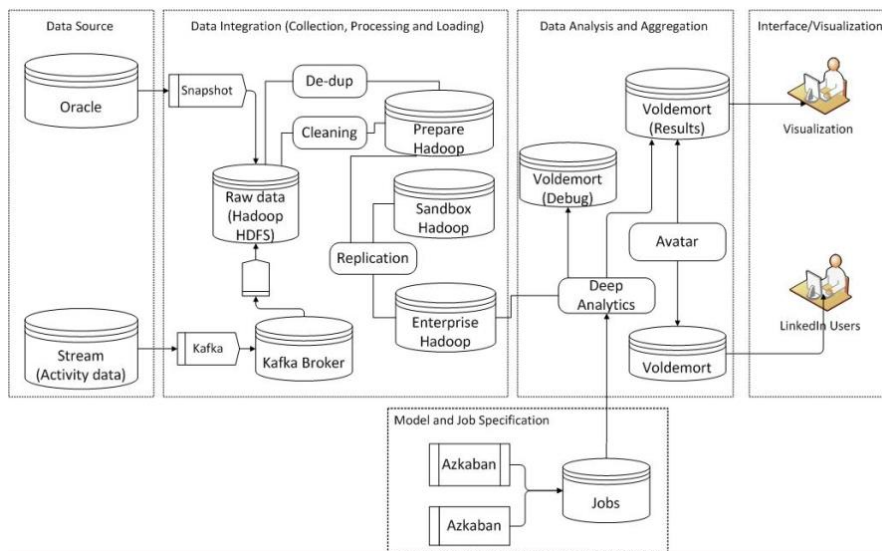 Data Source
Data Integration (Collection, Processing and Loading)
Data Analysis and Aggregation
Interface/Visualization
Oracle
Snapshot
De-dup
Cleaning
Prepare
Hadoop
Raw data
(Hadoop
HDFS)
Sandbox
Hadoop
Replication
Enterprise
Hadoop
Stream
(Activity data)
Kafka
Kafka Broker
Voldemort
(Results)
Voldemort
(Debug)
Avatar
Deep
Analytics
Voldemort
Visualization
LinkedIn Users
Model and Job Specification
Azkaban
Azkaban
Jobs